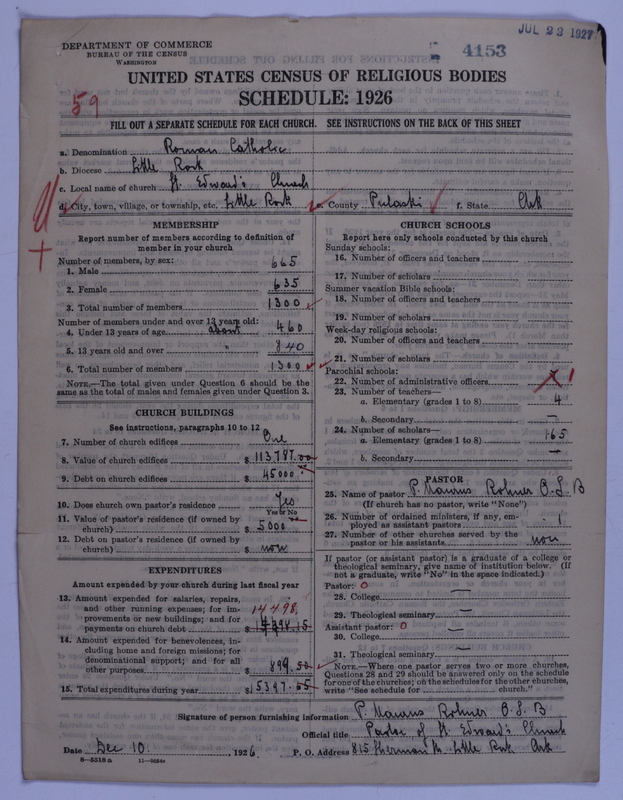 JUL 23 1927
4153
DEPARTMENT OF COMMERCE
BUREAU OF THE CENSUS
WASHINGTON
UNITED STATES CENSUS OF RELIGIOUS BODIES
SCHEDULE: 1926
59
FILL OUT A SEPARATE SCHEDULE FOR EACH CHURCH. SEE INSTRUCTIONS ON THE BACK OF THIS SHEET
a. Denomination Roman Catholic
b. Diocese Little Rock
c. Local name of church St. Edward's Church
d. City, town, village, or township, etc. Little Rock e. County Pulaski f. State Ark
MEMBERSHIP
Report number of members according to definition of member in your church
Number of members, by sex:
1. Male 665
2. Female 635
3. Total number of members 1300
Number of members under and over 13 years old:
4. Under 13 years of age about 460
5. 13 years old and over " 840
6. Total number of members 1300
NOTE.—The total given under Question 6 should be the
same as the total of males and females given under Question 3.
CHURCH BUILDINGS
See instructions, paragraphs 10 to 12
7. Number of church edifices One
8. Value of church edifices $ 113787.00
9. Debt on church edifices $ 45000
10. Does church own pastor's residence Yes
Yes or No
11. Value of pastor's residence (if owned by
church) $ 5000
12. Debt on pastor's residence (if owned by
church) $ none
EXPENDITURES
Amount expended by your church during last fiscal year
13. Amount expended for salaries, repairs,
and other running expenses; for im-
provements or new buildings; and for 14498.
payments on church debt $
14. Amount expended for benevolences, in-
cluding home and foreign missions; for
denominational support; and for all
other purposes $ 899.50
15. Total expenditures during year $ 15397.65
CHURCH SCHOOLS
Report here only schools conducted by this church
Sunday schools:
16. Number of officers and teachers
17. Number of scholars
Summer vacation Bible schools:
18. Number of officers and teachers
19. Number of scholars
Week-day religious schools:
20. Number of officers and teachers
21. Number of scholars
Parochial schools:
22. Number of administrative officers 1
23. Number of teachers—
a. Elementary (grades 1 to 8) 4
b. Secondary —
24. Number of scholars—
a. Elementary (grades 1 to 8) 165
b. Secondary —
PASTOR
25. Name of pastor P. Maurus Rohner O.S.B
(If church has no pastor, write "None")
26. Number of ordained ministers, if any, em-
ployed as assistant pastors 1
27. Number of other churches served by the
pastor or his assistants none
If pastor (or assistant pastor) is a graduate of a college or
theological seminary, give name of institution below. (If
not a graduate, write "No" in the space indicated.)
Pastor: 0
28. College —
29. Theological seminary —
Assistant pastor: 0
30. College —
31. Theological seminary —
NOTE.—Where one pastor serves two or more churches,
Questions 28 and 29 should be answered only on the schedule
for one of the churches; on the schedules for the other churches,
write "See schedule for church."
Signature of person furnishing information P. Maurus Rohner O.S.B
Official title Pastor of St. Edward's Church
Date Dec 10. , 1926. P. O. Address 815 Sherman St. Little Rock Ark
8—5518a 11—9054a